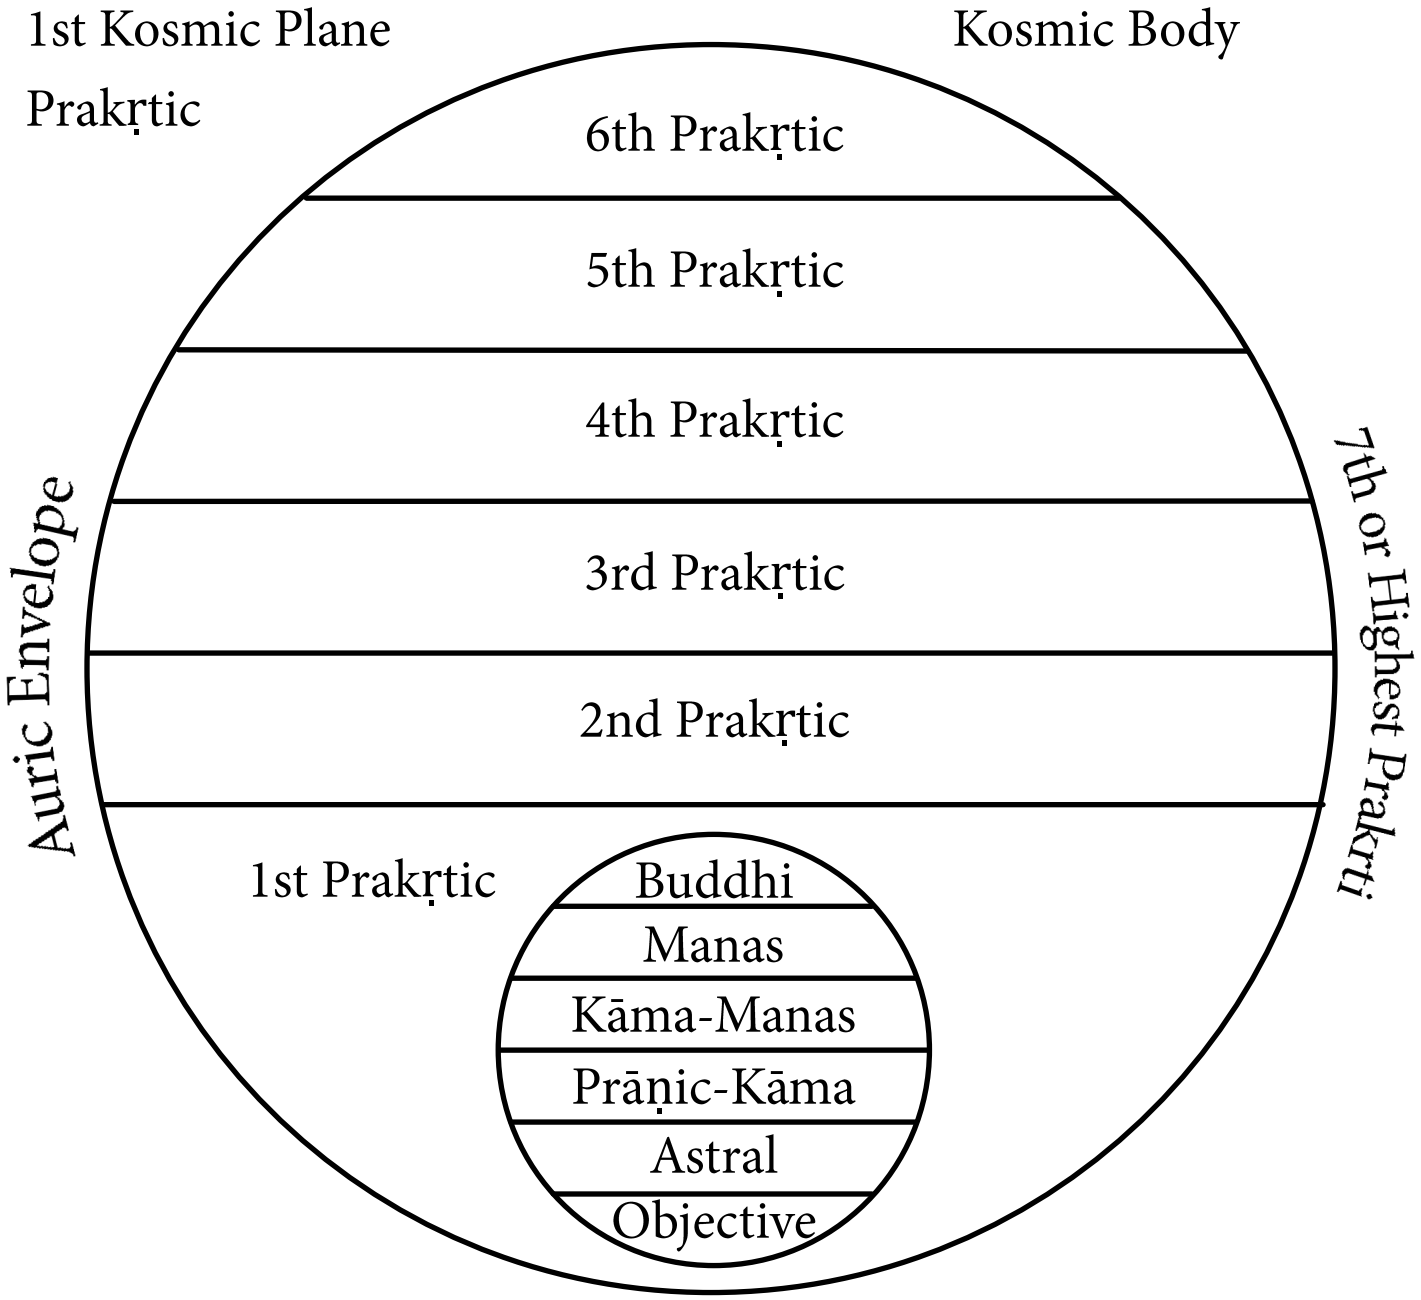 1st Kosmic Plane
Kosmic Body
Prakṛtic
6th Prakṛtic
5th Prakṛtic
4th Prakṛtic
3rd Prakṛtic
2nd Prakṛtic
Auric Envelope
7th or Highest Prakrti
1st Prakṛtic
Buddhi
Manas
Kāma-Manas
Prāṇic-Kāma
Astral
Objective